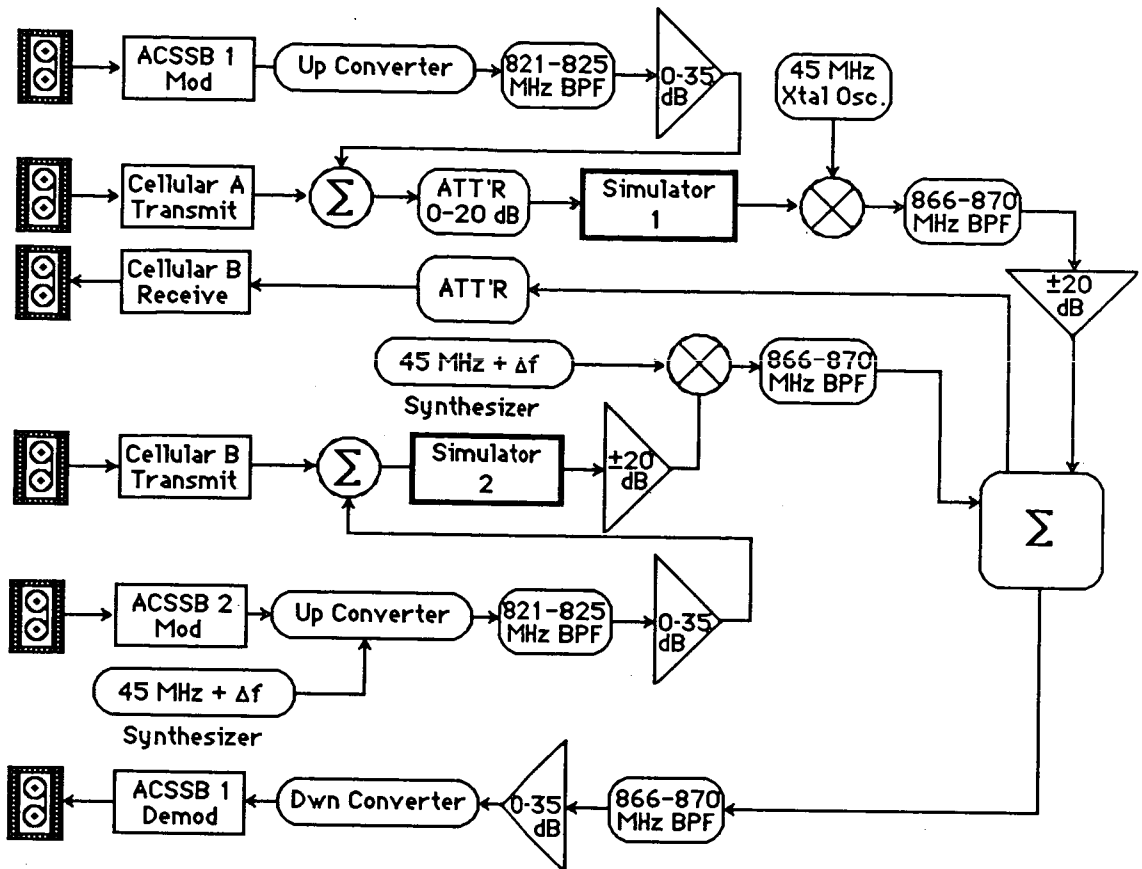 ACSSB 1
Mod
Up Converter
821-825
MHz BPF
0-35
dB
45 MHz
Xtal Osc.
Cellular A
Transmit
Σ
ATT'R
0-20 dB
Simulator
1
866-870
MHz BPF
±20
dB
Cellular B
Receive
ATT'R
45 MHz + Δf
Synthesizer
866-870
MHz BPF
Cellular B
Transmit
Σ
Simulator
2
±20
dB
Σ
ACSSB 2
Mod
Up Converter
821-825
MHz BPF
0-35
dB
45 MHz + Δf
Synthesizer
ACSSB 1
Demod
Dwn Converter
0-35
dB
866-870
MHz BPF